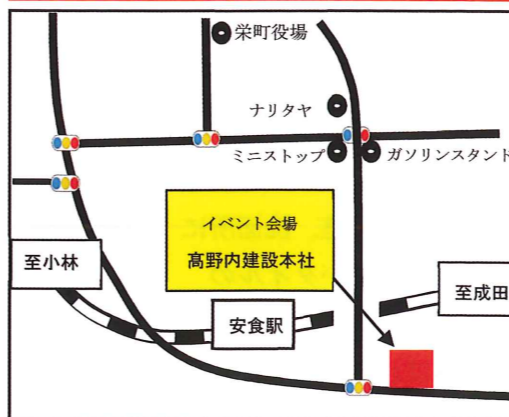 栄町役場
ナリタヤ
ミニストップ
ガソリンスタンド
イベント会場
髙野内建設本社
至小林
安食駅
至成田